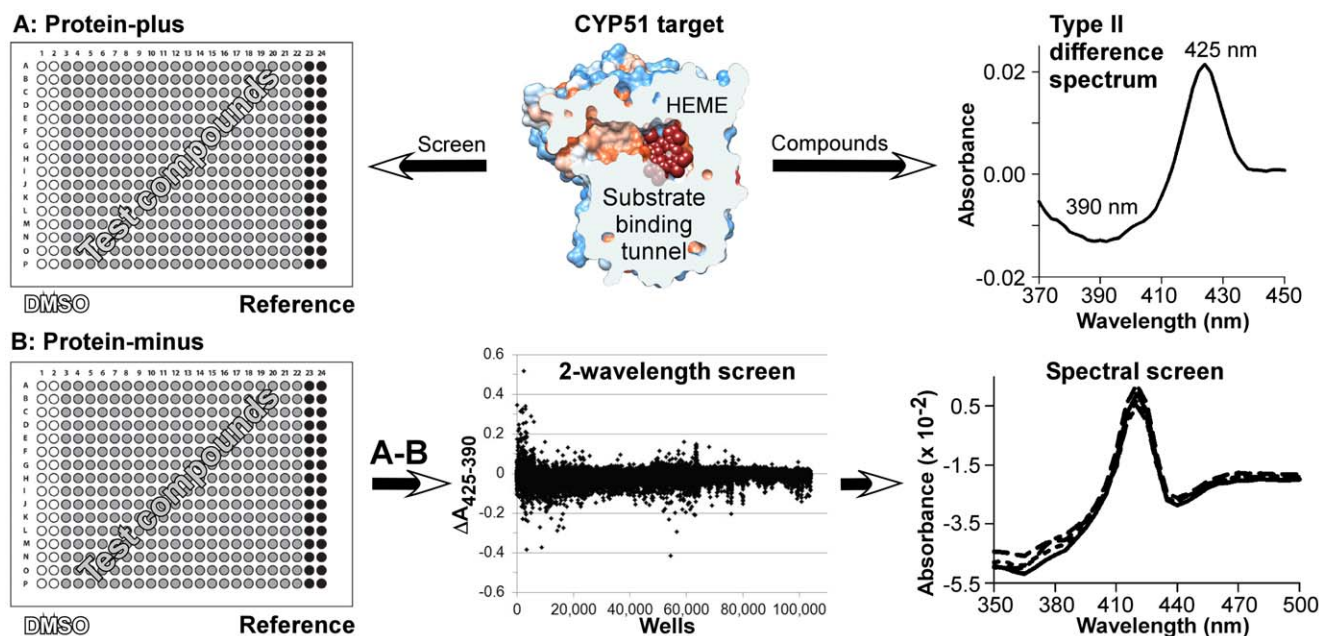 A: Protein-plus
1 2 3 4 5 6 7 8 9 10 11 12 13 14 15 16 17 18 19 20 21 22 23 24
A
B
C
D
E
F
G
H
I
J
K
L
M
N
O
P
Test compounds
DMSO
Reference
Screen
CYP51 target
HEME
Substrate
binding
tunnel
Compounds
Type II
difference
spectrum
425 nm
390 nm
Absorbance
0.02
0.00
-0.02
370 390 410 430 450
Wavelength (nm)
B: Protein-minus
1 2 3 4 5 6 7 8 9 10 11 12 13 14 15 16 17 18 19 20 21 22 23 24
A
B
C
D
E
F
G
H
I
J
K
L
M
N
O
P
Test compounds
DMSO
Reference
A-B
2-wavelength screen
ΔA425-390
0.6
0.4
0.2
0
-0.2
-0.4
-0.6
0 20,000 40,000 60,000 80,000 100,000
Wells
Spectral screen
Absorbance (x 10-2)
0.5
-1.5
-3.5
-5.5
350 380 410 440 470 500
Wavelength (nm)